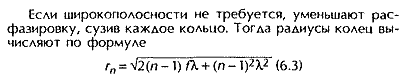 Если широкополосности не требуется, уменьшают рас-
фазировку, сузив каждое кольцо. Тогда радиусы колец вы-
числяют по формуле
rₙ = √2(n − 1) fλ + (n − 1)²λ² (6.3)